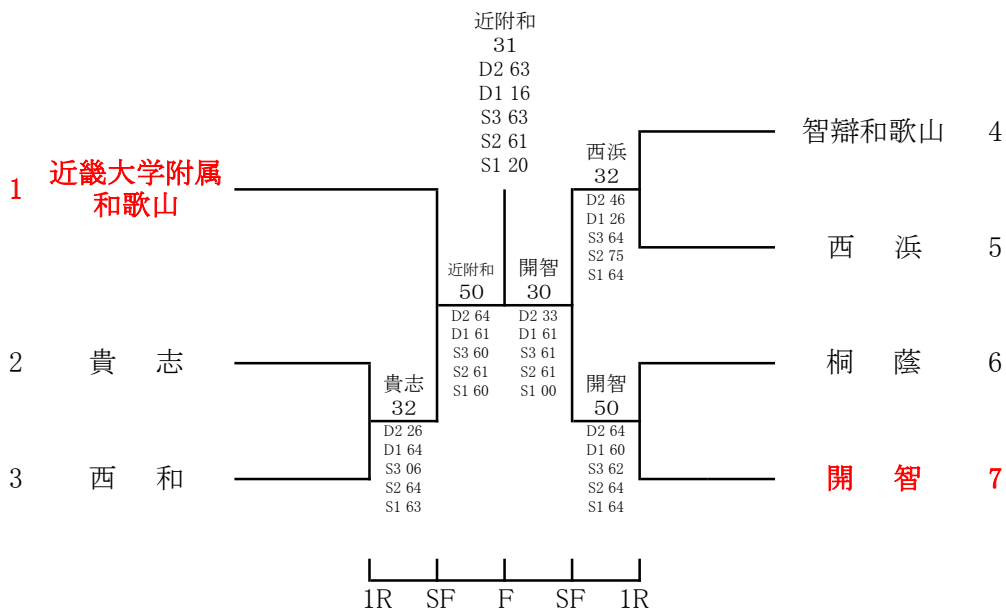 近附和
31
D2 63
D1 16
S3 63
S2 61
S1 20
1 近畿大学附属
和歌山
2 貴 志
3 西 和
貴志
32
D2 26
D1 64
S3 06
S2 64
S1 63
近附和
50
D2 64
D1 61
S3 60
S2 61
S1 60
開智
30
D2 33
D1 61
S3 61
S2 61
S1 00
西浜
32
D2 46
D1 26
S3 64
S2 75
S1 64
開智
50
D2 64
D1 60
S3 62
S2 64
S1 64
智辯和歌山 4
西 浜 5
桐 蔭 6
開 智 7
1R SF F SF 1R